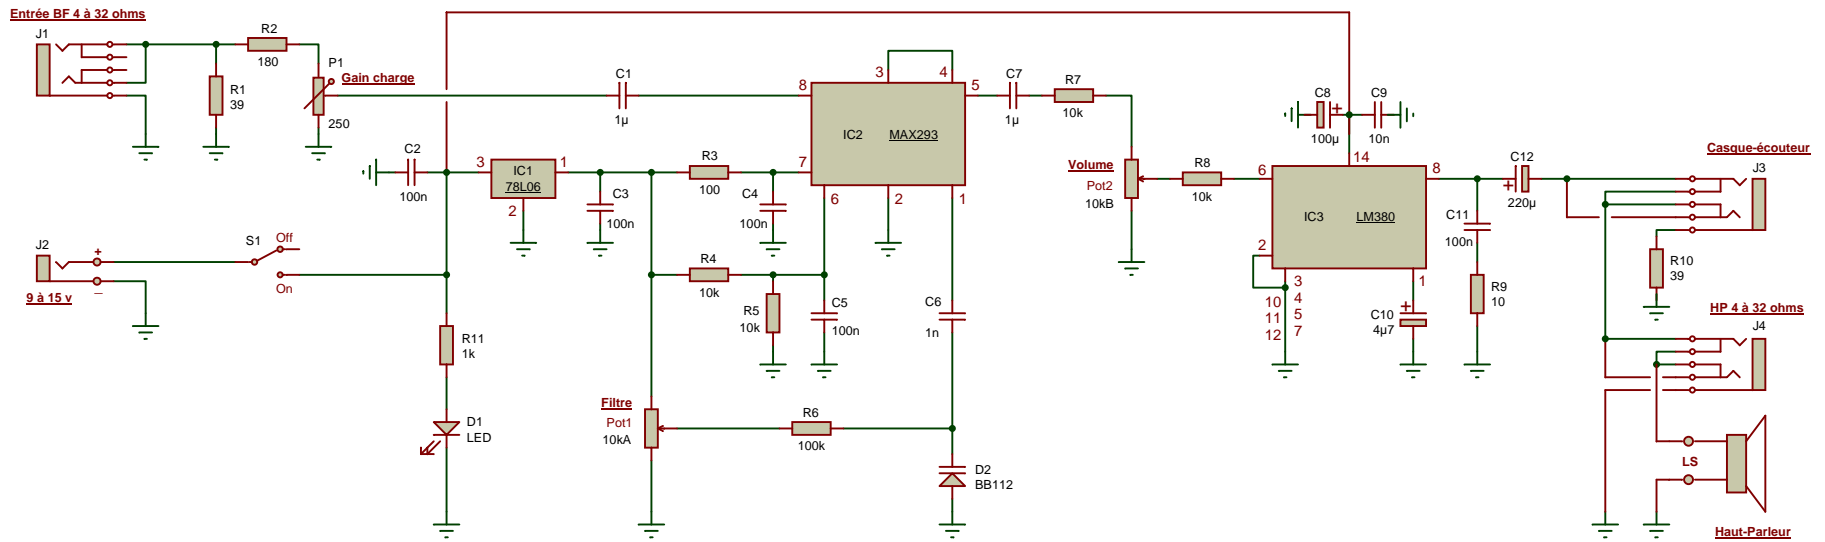 Entrée BF 4 à 32 ohms
J1
R2
180
P1
Gain charge
R1
39
250
C1
1µ
3
4
8
5
IC2
MAX293
7
6
2
1
C7
1µ
R7
10k
C8
100µ
C9
10n
14
C2
100n
3
1
IC1
78L06
2
C3
100n
R3
100
C4
100n
Volume
Pot2
10kB
R8
10k
6
8
IC3
LM380
2
3
10
4
11
5
12
7
1
C12
220µ
C11
100n
Casque-écouteur
J3
R10
39
J2
+
_
9 à 15 v
S1
Off
On
R4
10k
R5
10k
C5
100n
C6
1n
C10
4µ7
R9
10
HP 4 à 32 ohms
J4
R11
1k
D1
LED
Filtre
Pot1
10kA
R6
100k
D2
BB112
LS
Haut-Parleur